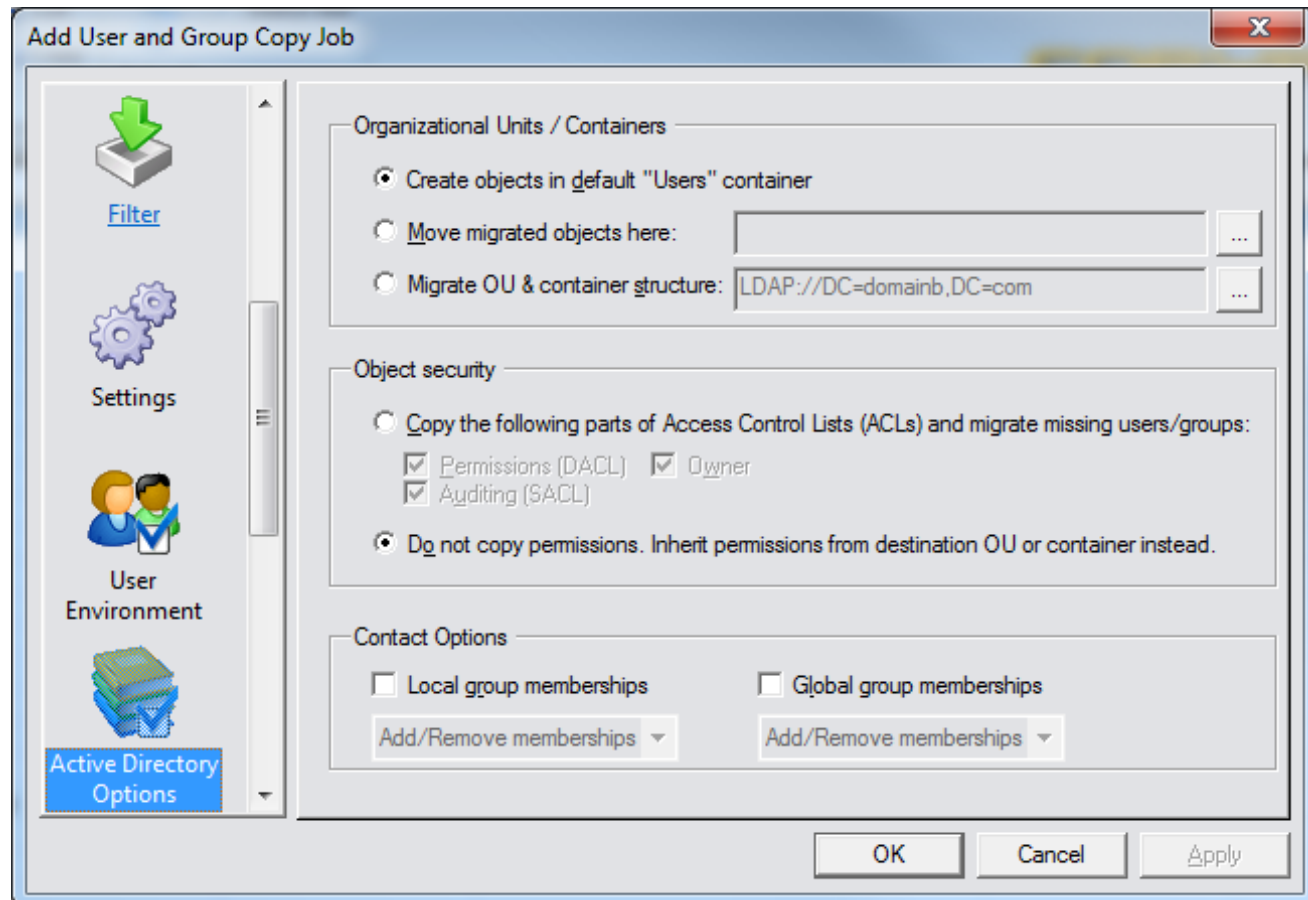 Add User and Group Copy Job
Filter
Settings
User
Environment
Active Directory
Options
Organizational Units / Containers
Create objects in default "Users" container
Move migrated objects here:
...
Migrate OU & container structure: LDAP://DC=domainb,DC=com
...
Object security
Copy the following parts of Access Control Lists (ACLs) and migrate missing users/groups:
Permissions (DACL) Owner
Auditing (SACL)
Do not copy permissions. Inherit permissions from destination OU or container instead.
Contact Options
Local group memberships Global group memberships
Add/Remove memberships Add/Remove memberships
OK Cancel Apply